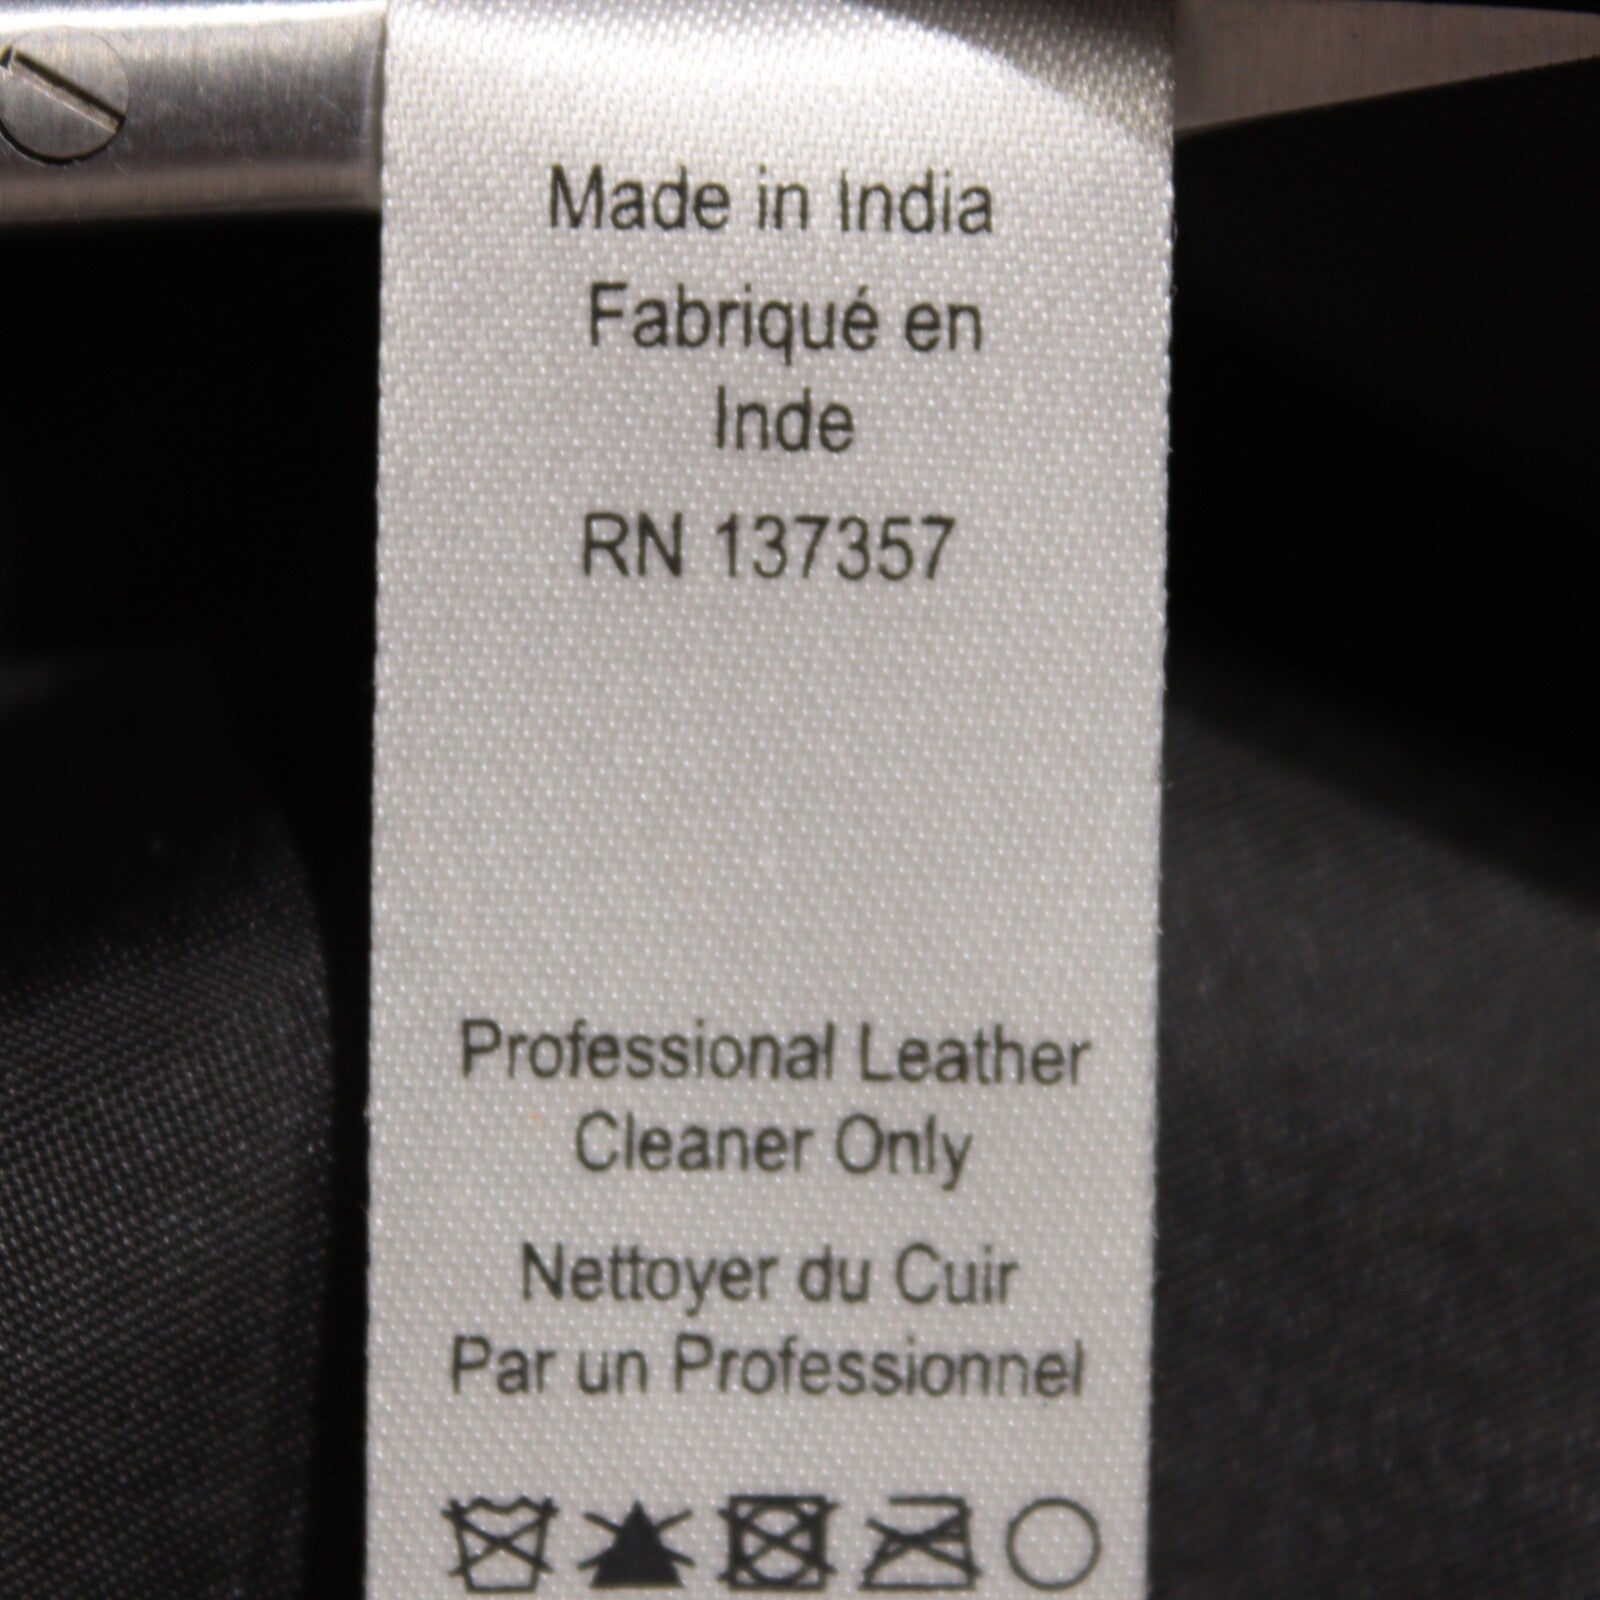 Made in India
Fabriqué en
Inde
RN 137357
Professional Leather
Cleaner Only
Nettoyer du Cuir
Par un Professionnel